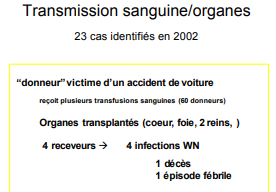 Transmission sanguine/organes
23 cas identifiés en 2002
“donneur” victime d’un accident de voiture
reçoit plusieurs transfusions sanguines (60 donneurs)
Organes transplantés (coeur, foie, 2 reins, )
4 receveurs → 4 infections WN
1 décès
1 épisode fébrile